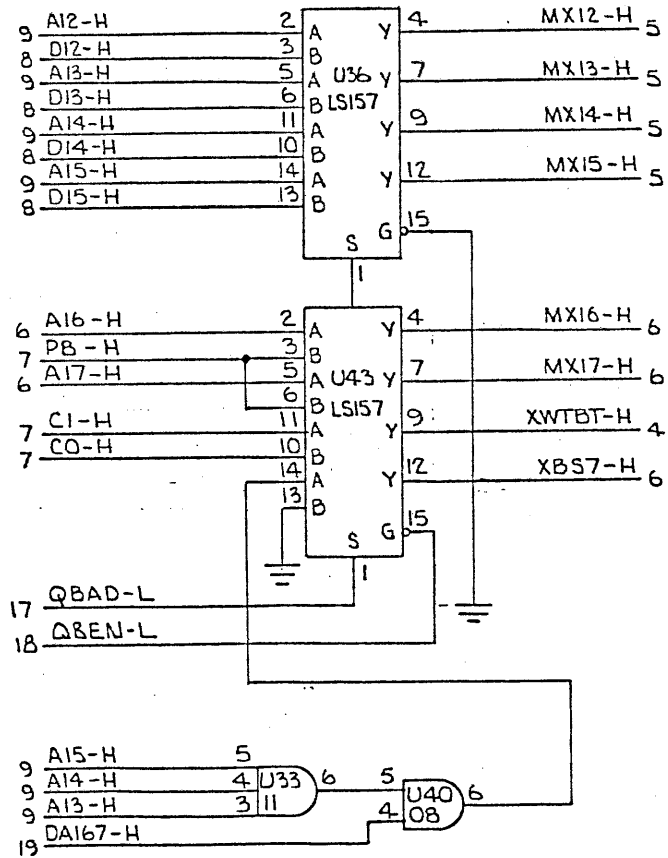 9 A12-H 2 A Y 4 MX12-H 5
8 D12-H 3 B
9 A13-H 5 A U36 Y 7 MX13-H 5
8 D13-H 6 B LS157
9 A14-H 11 A Y 9 MX14-H 5
8 D14-H 10 B
9 A15-H 14 A Y 12 MX15-H 5
8 D15-H 13 B
G 15
S
1
6 A16-H 2 A Y 4 MX16-H 6
7 PB-H 3 B
6 A17-H 5 A U43 Y 7 MX17-H 6
6 B LS157
7 C1-H 11 A Y 9 XWTBT-H 4
7 C0-H 10 B
14 A Y 12 XBS7-H 6
13 B
G 15
S
1
17 QBAD-L
18 QBEN-L
9 A15-H 5
9 A14-H 4 U33 6 5
9 A13-H 3 11 U40 6
19 DA167-H 4 08